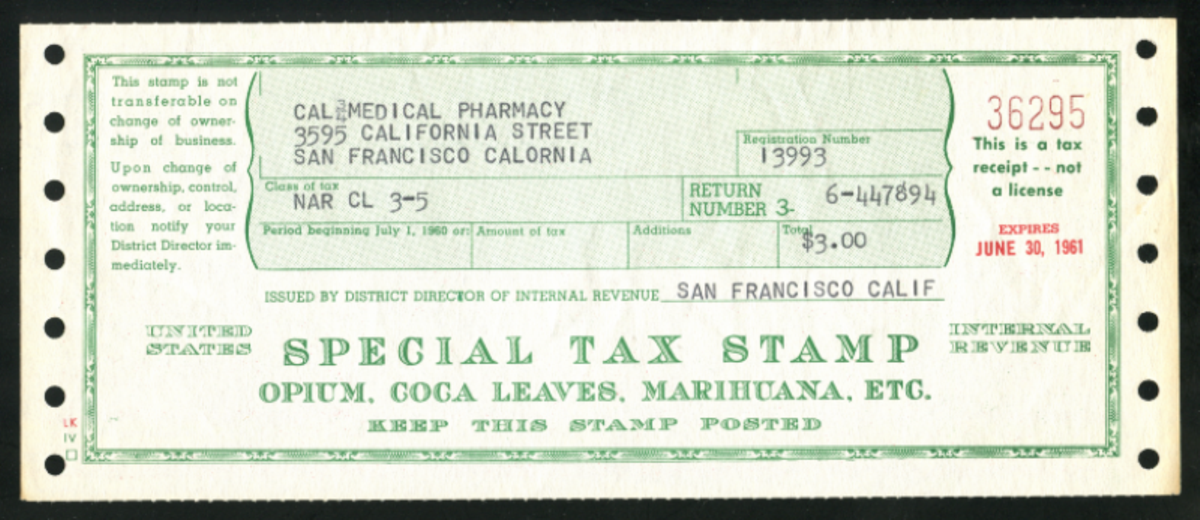 This stamp is not
transferable on
change of owner-
ship of business.
Upon change of
ownership, control,
address, or loca-
tion notify your
District Director im-
mediately.
CAL MEDICAL PHARMACY
3595 CALIFORNIA STREET
SAN FRANCISCO CALORNIA
Registration Number
13993
Class of tax
NAR CL 3-5
RETURN
NUMBER 3-
6-447894
Period beginning July 1, 1960 or:
Amount of tax
Additions
Total
$3.00
36295
This is a tax
receipt -- not
a license
EXPIRES
JUNE 30, 1961
ISSUED BY DISTRICT DIRECTOR OF INTERNAL REVENUE SAN FRANCISCO CALIF
UNITED
STATES
SPECIAL TAX STAMP
INTERNAL
REVENUE
OPIUM, COCA LEAVES, MARIHUANA, ETC.
KEEP THIS STAMP POSTED
LK
IV